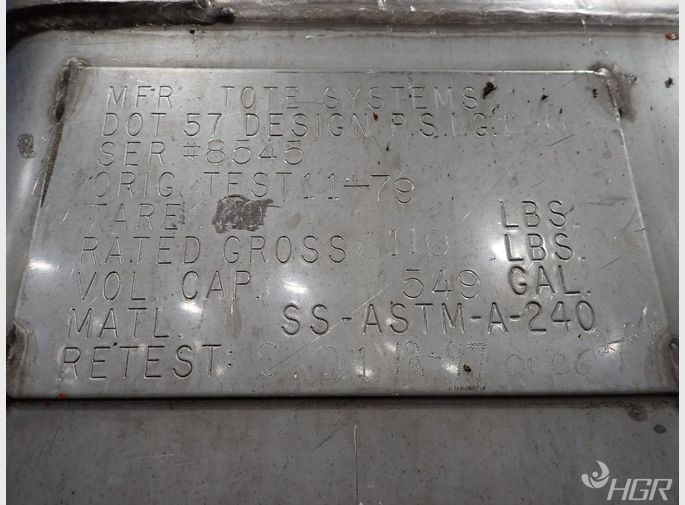 MFR. TOTE SYSTEMS
DOT 57 DESIGN P.S.I.G.
SER. #8545
ORIG. TEST 11-79
TARE LBS.
RATED GROSS LBS.
VOL. CAP. 549 GAL.
MATL. SS-ASTM-A-240
RETEST:
HGR